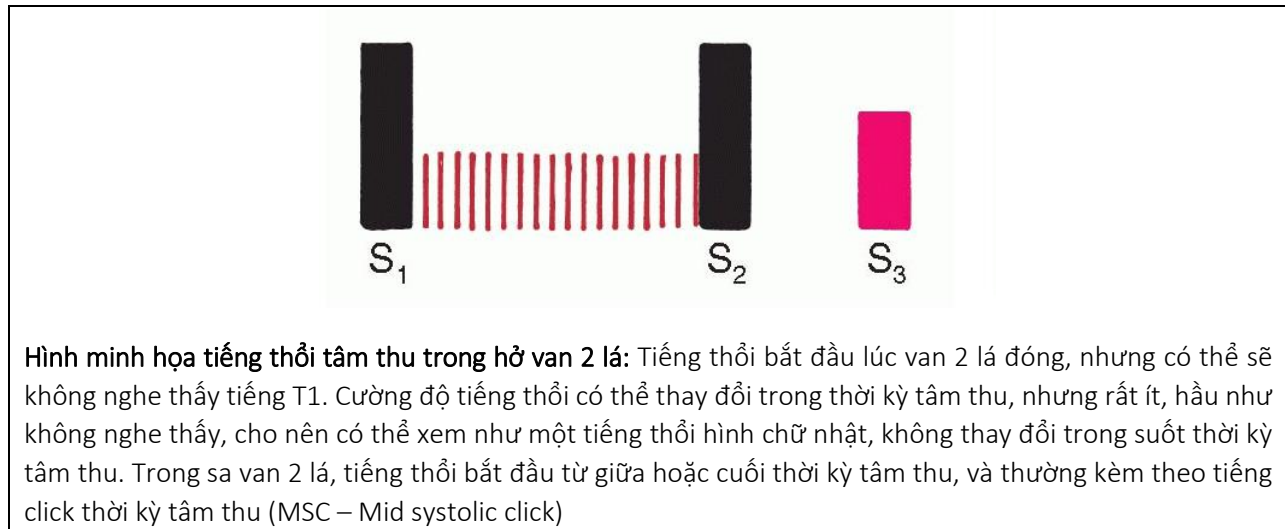 S1 S2 S3
Hình minh họa tiếng thổi tâm thu trong hở van 2 lá: Tiếng thổi bắt đầu lúc van 2 lá đóng, nhưng có thể sẽ
không nghe thấy tiếng T1. Cường độ tiếng thổi có thể thay đổi trong thời kỳ tâm thu, nhưng rất ít, hầu như
không nghe thấy, cho nên có thể xem như một tiếng thổi hình chữ nhật, không thay đổi trong suốt thời kỳ
tâm thu. Trong sa van 2 lá, tiếng thổi bắt đầu từ giữa hoặc cuối thời kỳ tâm thu, và thường kèm theo tiếng
click thời kỳ tâm thu (MSC – Mid systolic click)